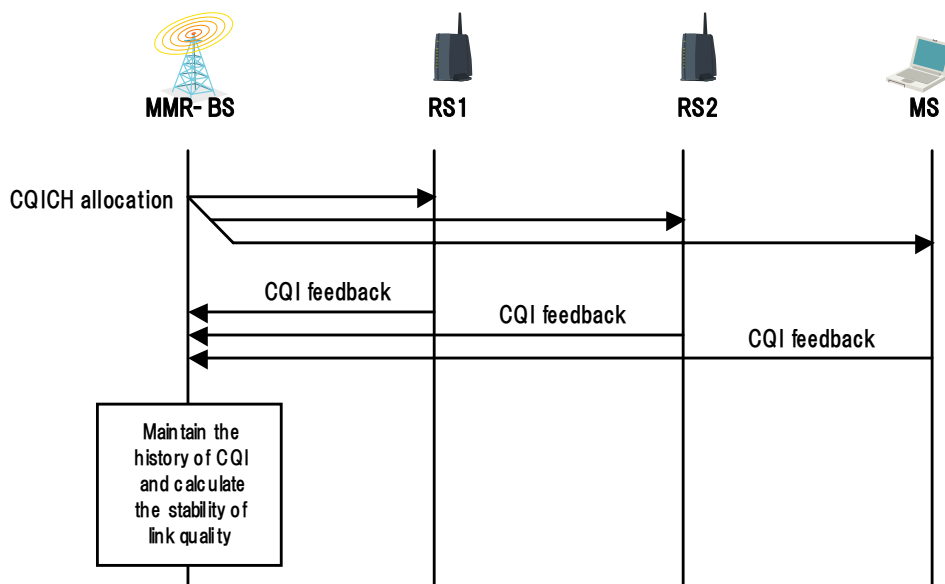 MMR- BS
RS1
RS2
MS
CQICH allocation
CQI feedback
CQI feedback
CQI feedback
Maintain the
history of CQI
and calculate
the stability of
link quality